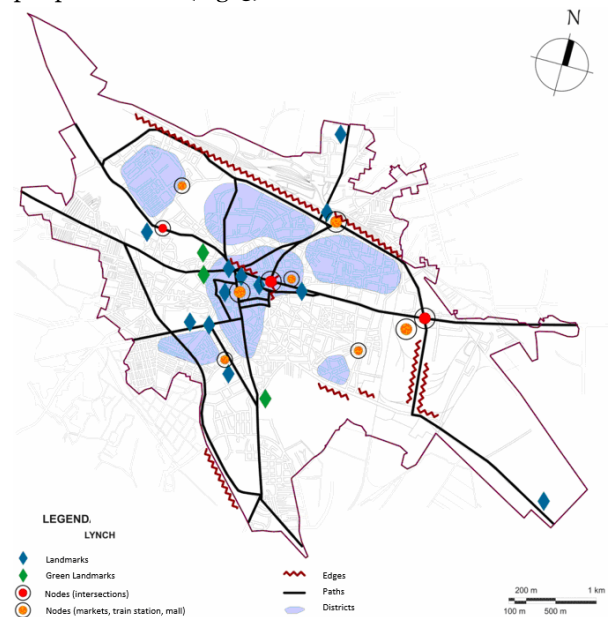 N
LEGEND,
LYNCH
Landmarks
Green Landmarks
Nodes (intersections)
Nodes (markets, train station, mall)
Edges
Paths
Districts
200 m 1 km
100 m 500 m